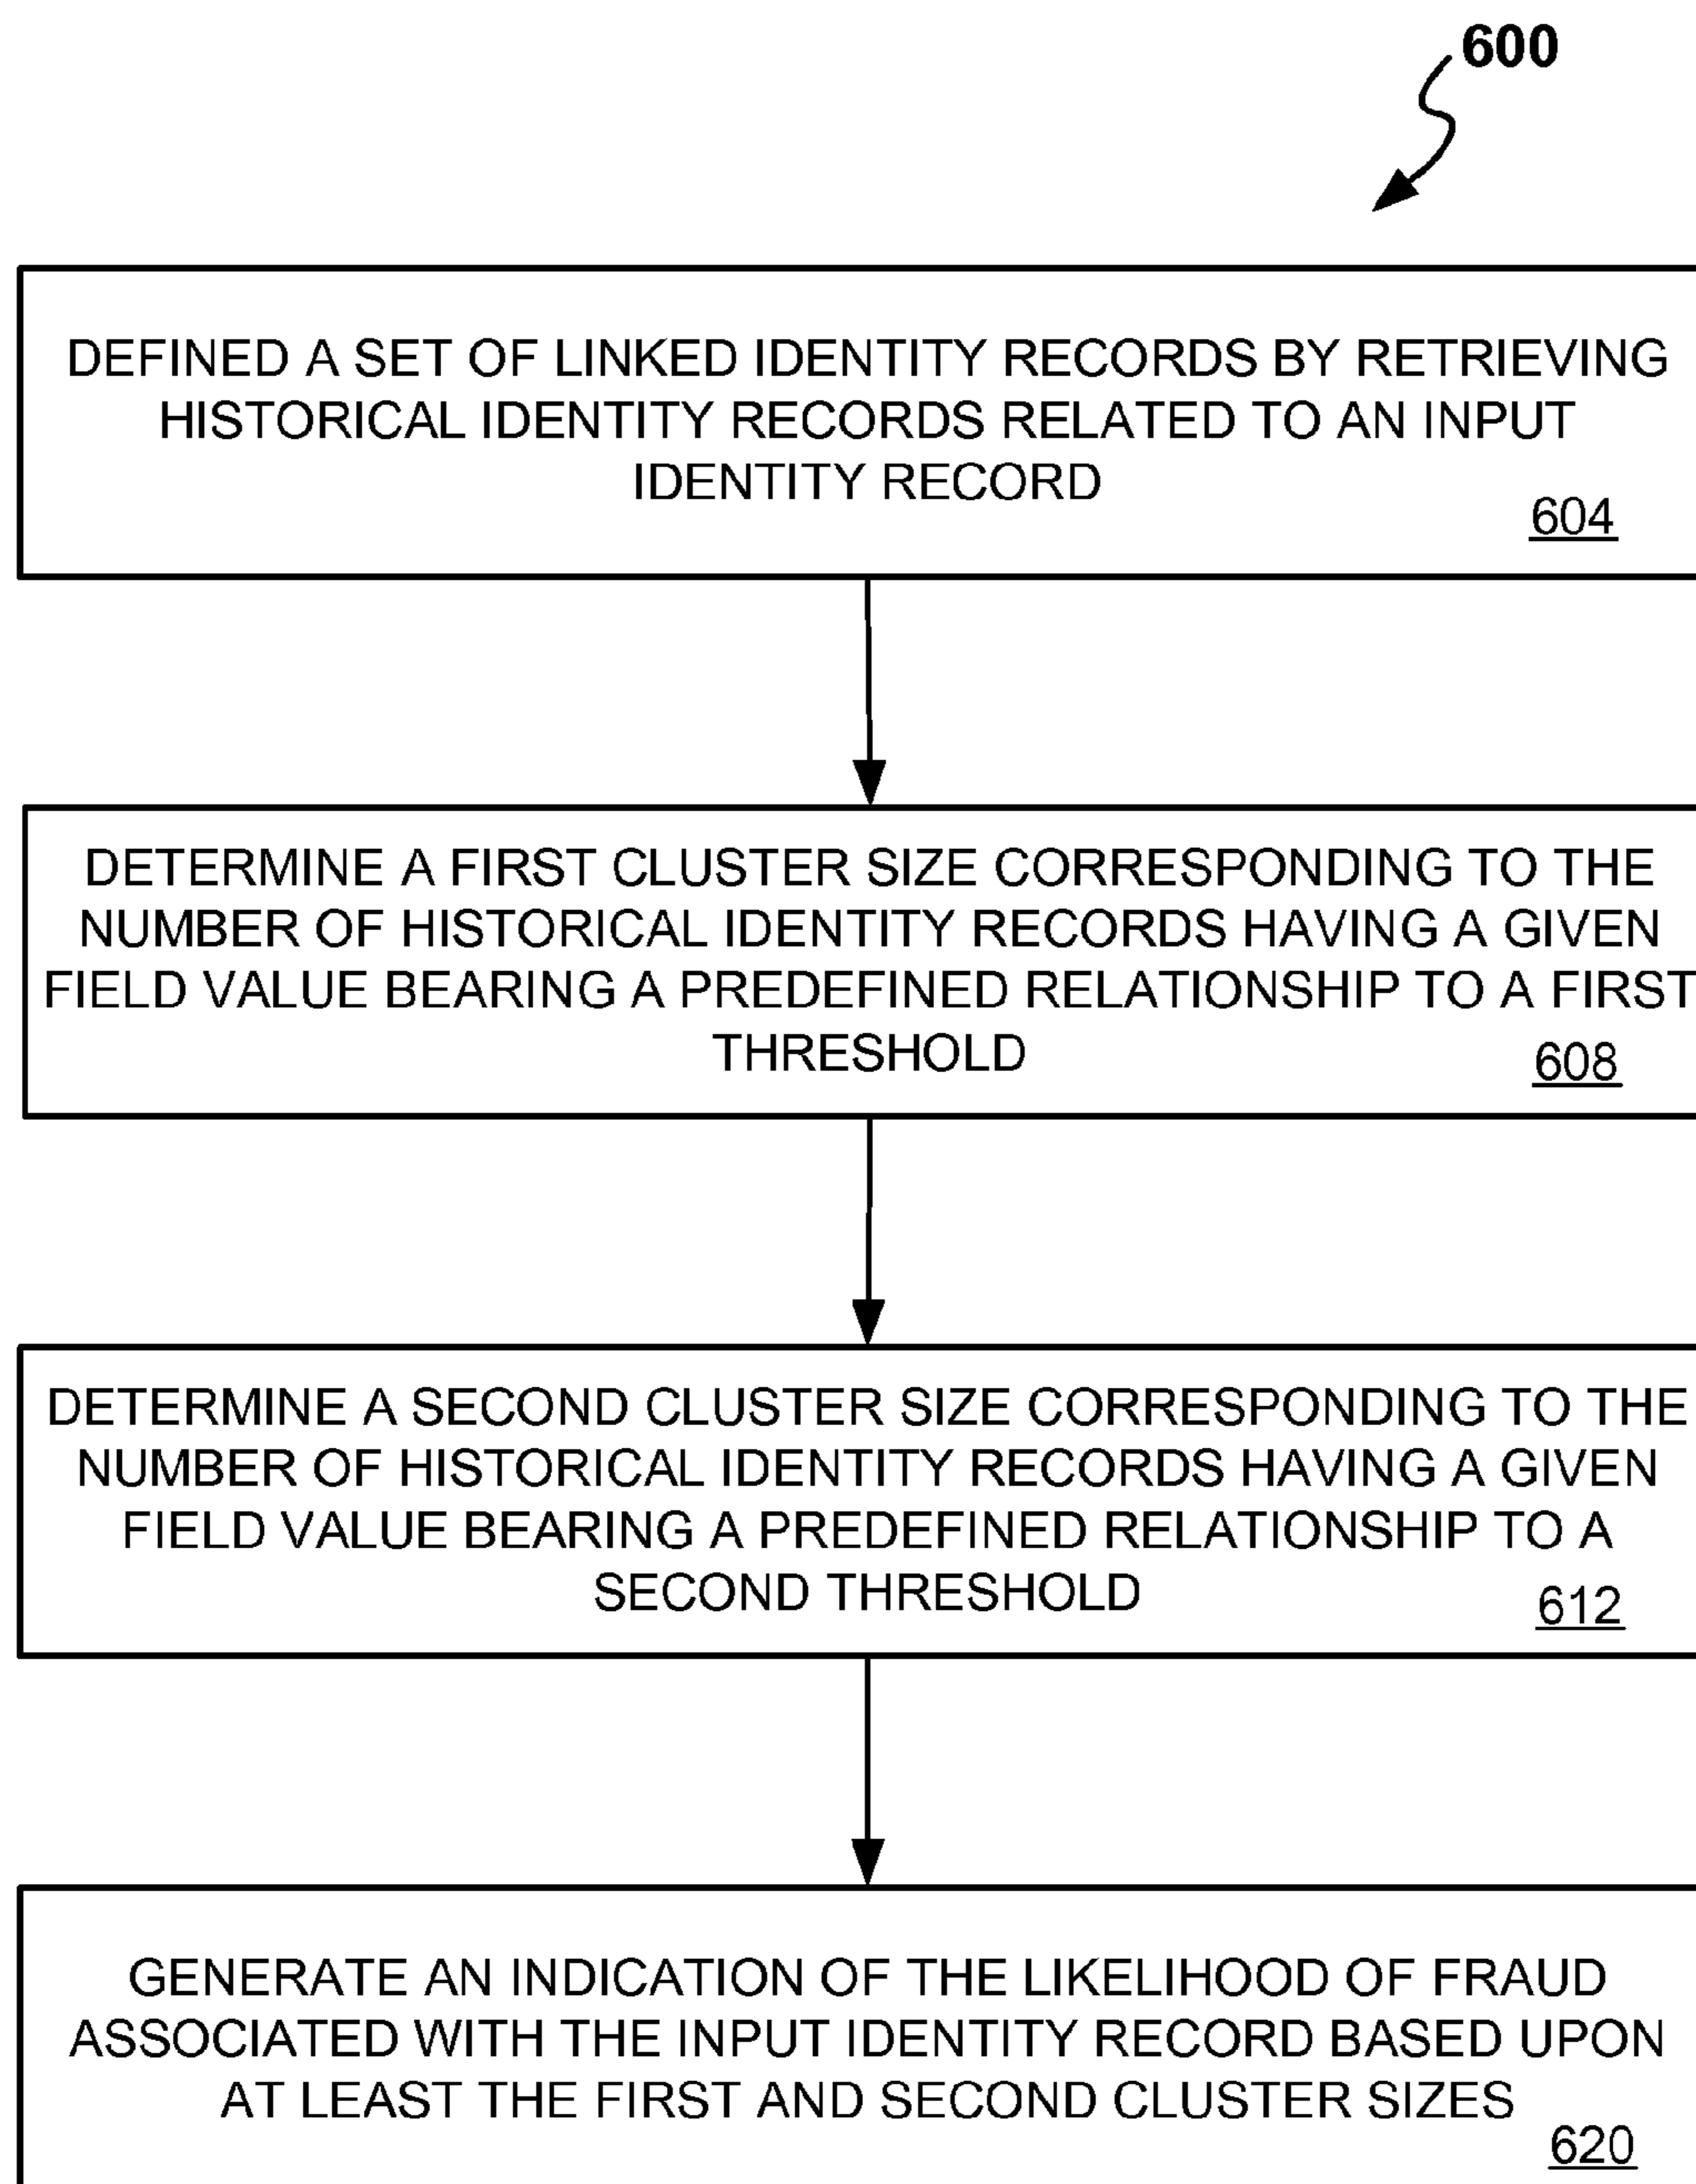 600
DEFINED A SET OF LINKED IDENTITY RECORDS BY RETRIEVING
HISTORICAL IDENTITY RECORDS RELATED TO AN INPUT
IDENTITY RECORD
604
DETERMINE A FIRST CLUSTER SIZE CORRESPONDING TO THE
NUMBER OF HISTORICAL IDENTITY RECORDS HAVING A GIVEN
FIELD VALUE BEARING A PREDEFINED RELATIONSHIP TO A FIRST
THRESHOLD
608
DETERMINE A SECOND CLUSTER SIZE CORRESPONDING TO THE
NUMBER OF HISTORICAL IDENTITY RECORDS HAVING A GIVEN
FIELD VALUE BEARING A PREDEFINED RELATIONSHIP TO A
SECOND THRESHOLD
612
GENERATE AN INDICATION OF THE LIKELIHOOD OF FRAUD
ASSOCIATED WITH THE INPUT IDENTITY RECORD BASED UPON
AT LEAST THE FIRST AND SECOND CLUSTER SIZES
620